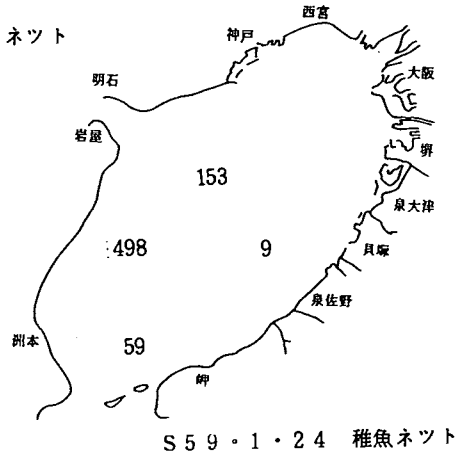 ネツト
西宮
神戸
大阪
明石
岩屋
堺
153
泉大津
498
9
貝塚
泉佐野
洲本
59
岬
S59・1・24 稚魚ネツト